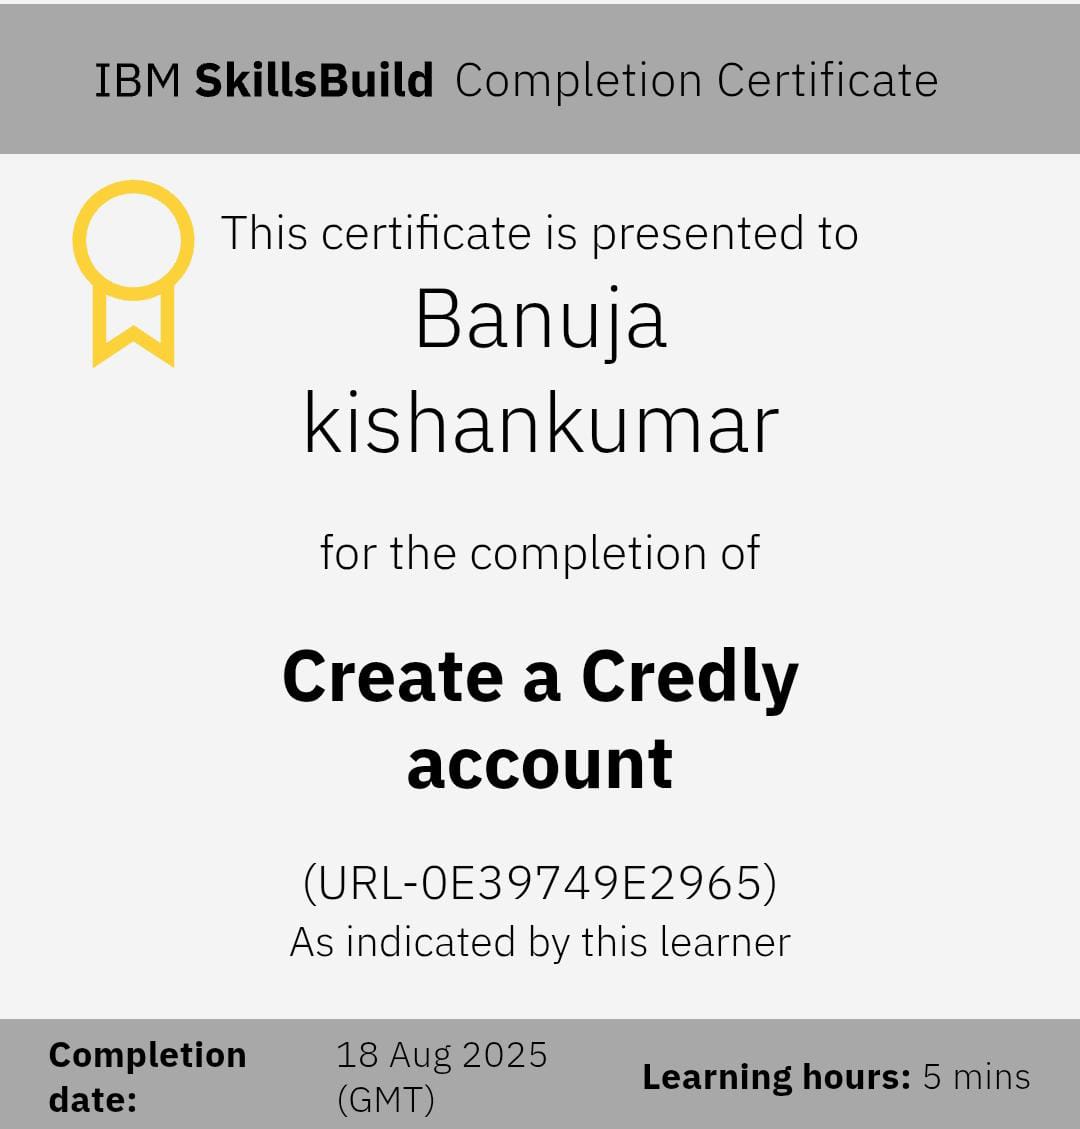 IBM SkillsBuild Completion Certificate
This certificate is presented to
Banuja
kishankumar
for the completion of
Create a Credly
account
(URL-0E39749E2965)
As indicated by this learner
Completion date: 18 Aug 2025 (GMT)
Learning hours: 5 mins